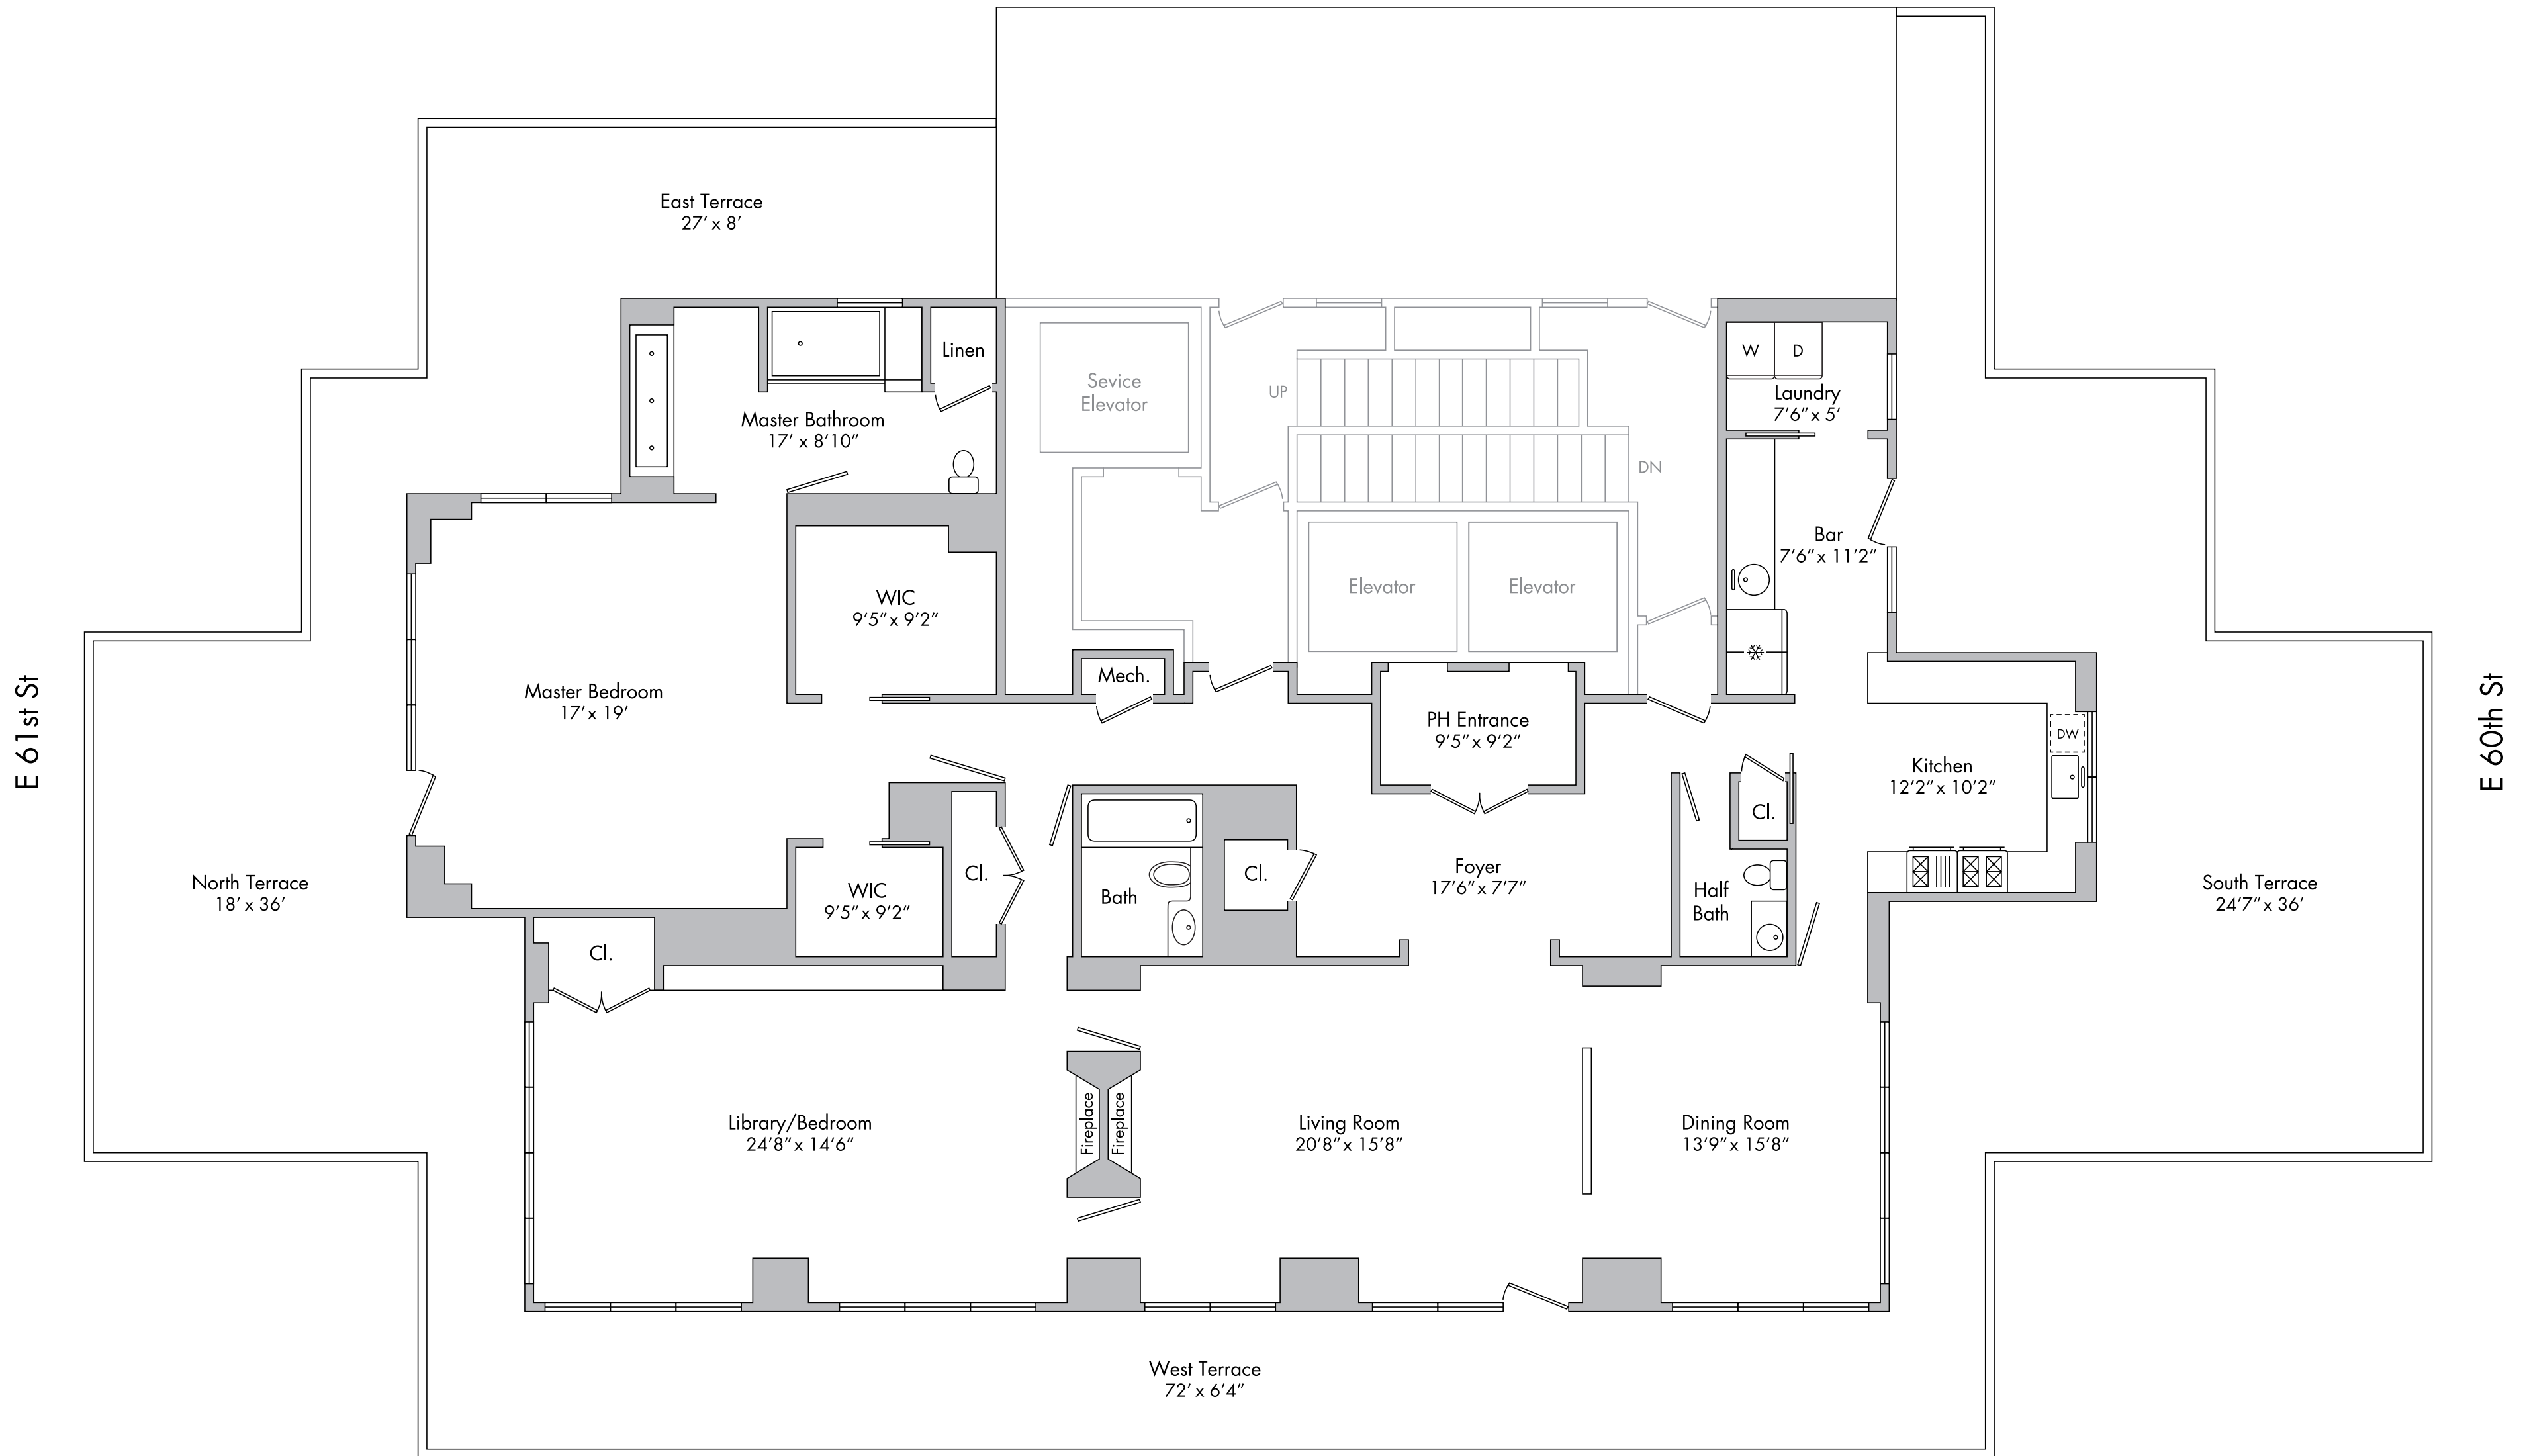 East Terrace
27’ x 8’
Linen
Sevice
Elevator
UP
W
D
Laundry
7’6” x 5’
Master Bathroom
17’ x 8’10”
DN
Bar
7’6” x 11’2”
Elevator
Elevator
WIC
9’5” x 9’2”
E 61st St
Master Bedroom
17’ x 19’
Mech.
PH Entrance
9’5” x 9’2”
DW
Kitchen
12’2” x 10’2”
E 60th St
Cl.
North Terrace
18’ x 36’
WIC
9’5” x 9’2”
Cl.
Bath
Cl.
Foyer
17’6” x 7’7”
Half
Bath
South Terrace
24’7” x 36’
Cl.
Library/Bedroom
24’8” x 14’6”
Fireplace
Fireplace
Living Room
20’8” x 15’8”
Dining Room
13’9” x 15’8”
West Terrace
72’ x 6’4”